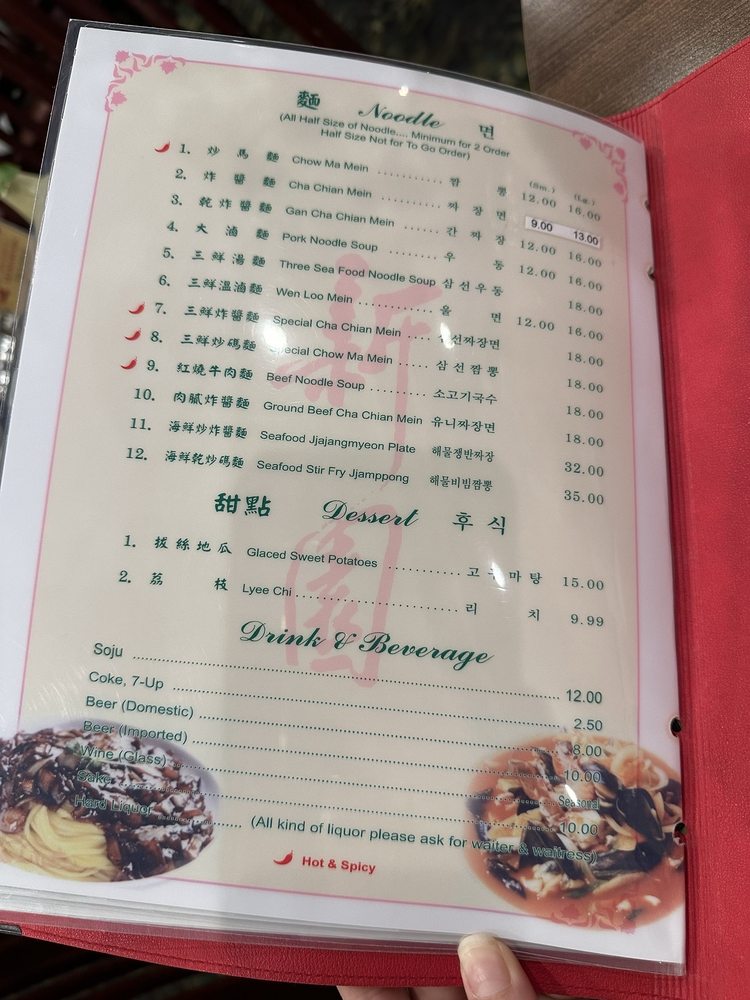 麵 Noodle 면
(All Half Size of Noodle.... Minimum for 2 Order
Half Size Not for To Go Order)
(Sm.) (Lg.)
1. 炒馬麵 Chow Ma Mein 짬뽕 12.00 16.00
2. 炸醬麵 Cha Chian Mein 짜장면 9.00 13.00
3. 乾炸醬麵 Gan Cha Chian Mein 간짜장 12.00 16.00
4. 大滷麵 Pork Noodle Soup 우동 12.00 16.00
5. 三鮮湯麵 Three Sea Food Noodle Soup 삼선우동 18.00
6. 三鮮溫滷麵 Wen Loo Mein 울면 12.00 16.00
7. 三鮮炸醬麵 Special Cha Chian Mein 삼선짜장면 18.00
8. 三鮮炒碼麵 Special Chow Ma Mein 삼선짬뽕 18.00
9. 紅燒牛肉麵 Beef Noodle Soup 소고기국수 18.00
10. 肉膩炸醬麵 Ground Beef Cha Chian Mein 유니짜장면 18.00
11. 海鮮炒炸醬麵 Seafood Jjajangmyeon Plate 해물쟁반짜장 32.00
12. 海鮮乾炒碼麵 Seafood Stir Fry Jjamppong 해물비빔짬뽕 35.00
甜點 Dessert 후식
1. 拔絲地瓜 Glaced Sweet Potatoes 고구마탕 15.00
2. 荔枝 Lyee Chi 리치 9.99
Drink & Beverage
Soju 12.00
Coke, 7-Up 2.50
Beer (Domestic) 8.00
Beer (Imported) 10.00
Wine (Glass) Seasonal
Sake 10.00
Hard Liquor (All kind of liquor please ask for waiter & waitress)
Hot & Spicy
新園